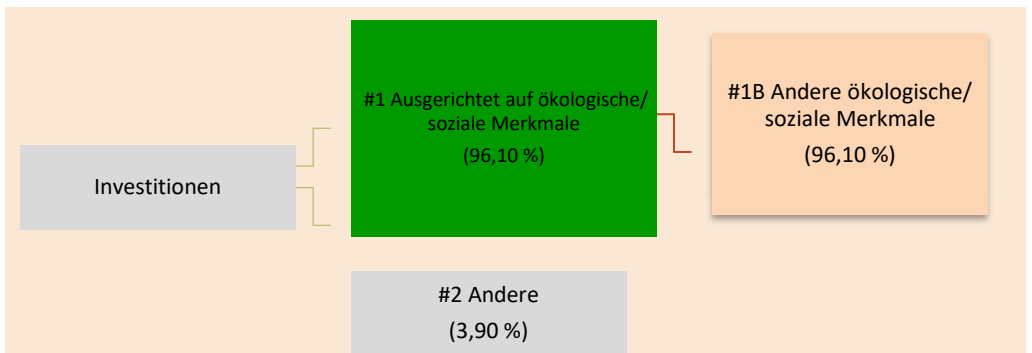 Investitionen
#1 Ausgerichtet auf ökologische/
soziale Merkmale
(96,10 %)
#1B Andere ökologische/
soziale Merkmale
(96,10 %)
#2 Andere
(3,90 %)